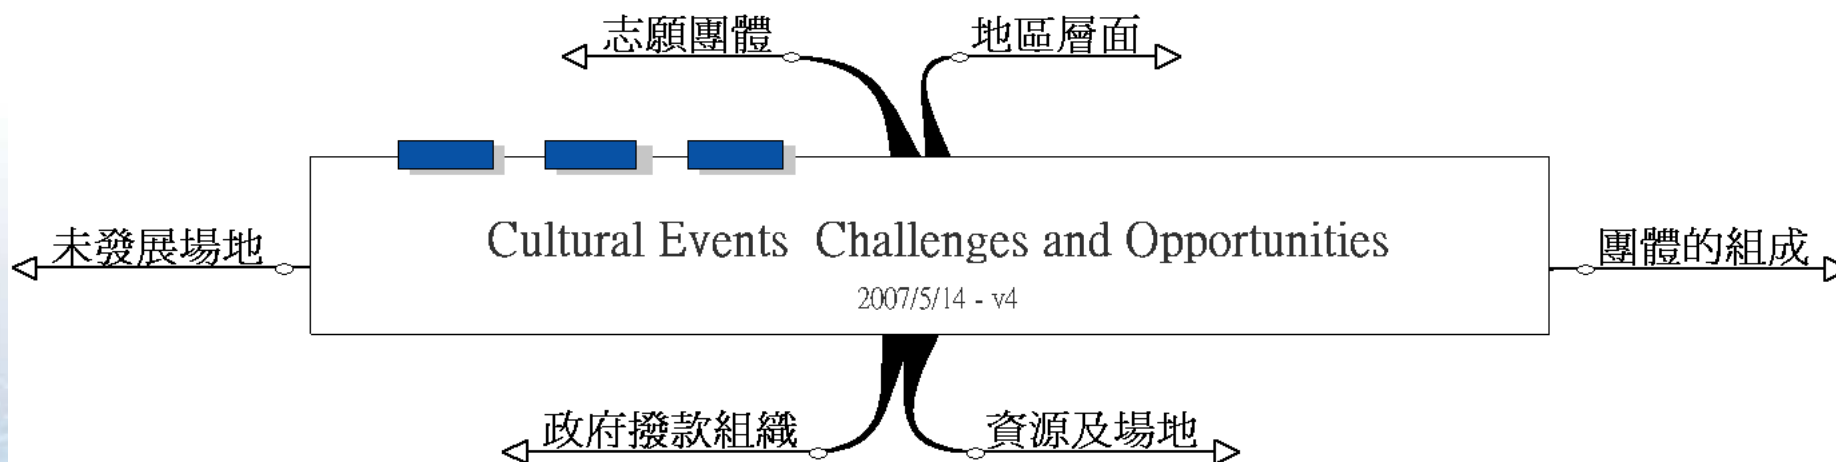 志願團體
地區層面
Cultural Events Challenges and Opportunities
2007/5/14 - v4
未發展場地
團體的組成
政府撥款組織
資源及場地